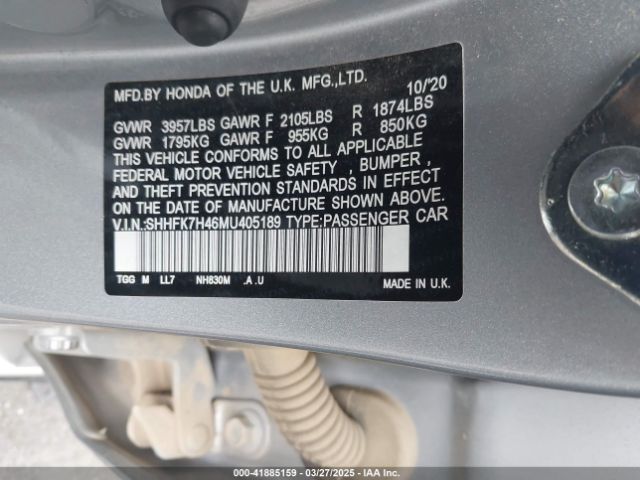 MFD.BY HONDA OF THE U.K. MFG.,LTD. 10/'20
GVWR 3957LBS GAWR F 2105LBS R 1874LBS
GVWR 1795KG GAWR F 955KG R 850KG
THIS VEHICLE CONFORMS TO ALL APPLICABLE
FEDERAL MOTOR VEHICLE SAFETY , BUMPER ,
AND THEFT PREVENTION STANDARDS IN EFFECT
ON THE DATE OF MANUFACTURE SHOWN ABOVE.
V.I.N.:SHHFK7H46MU405189 TYPE:PASSENGER CAR
TGG M LL7 NH830M .A .U MADE IN U.K.
000-41885159 — 03/27/2025 — IAA Inc.